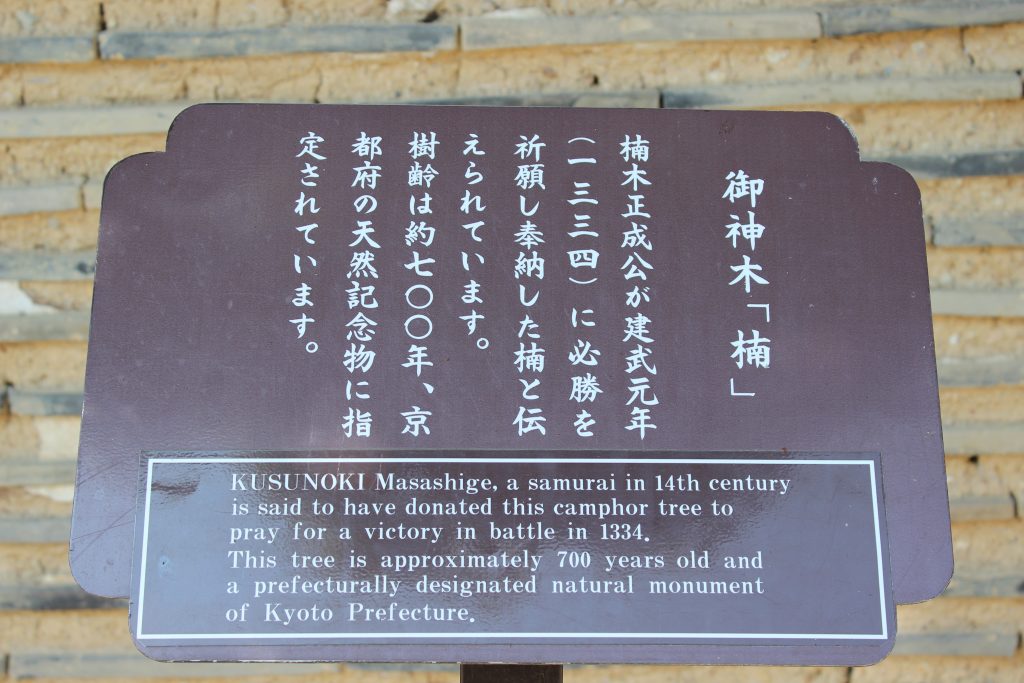 御神木「楠」
楠木正成公が建武元年
（一三三四）に必勝を
祈願し奉納した楠と伝
えられています。
樹齢は約七〇〇年、京
都府の天然記念物に指
定されています。
KUSUNOKI Masashige, a samurai in 14th century
is said to have donated this camphor tree to
pray for a victory in battle in 1334.
This tree is approximately 700 years old and
a prefecturally designated natural monument
of Kyoto Prefecture.